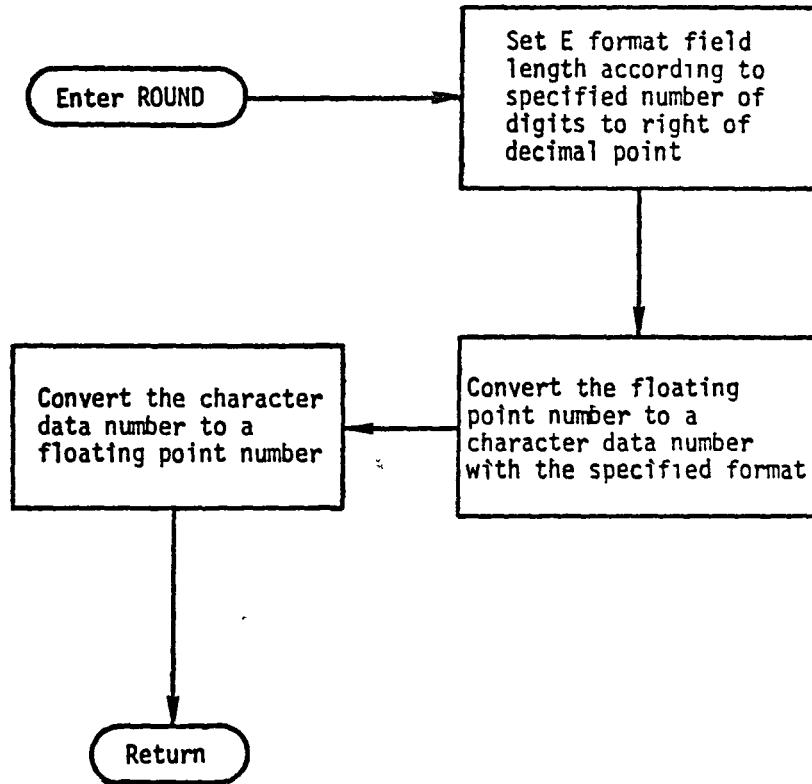 Enter ROUND
Set E format field
length according to
specified number of
digits to right of
decimal point
Convert the floating
point number to a
character data number
with the specified format
Convert the character
data number to a
floating point number
Return